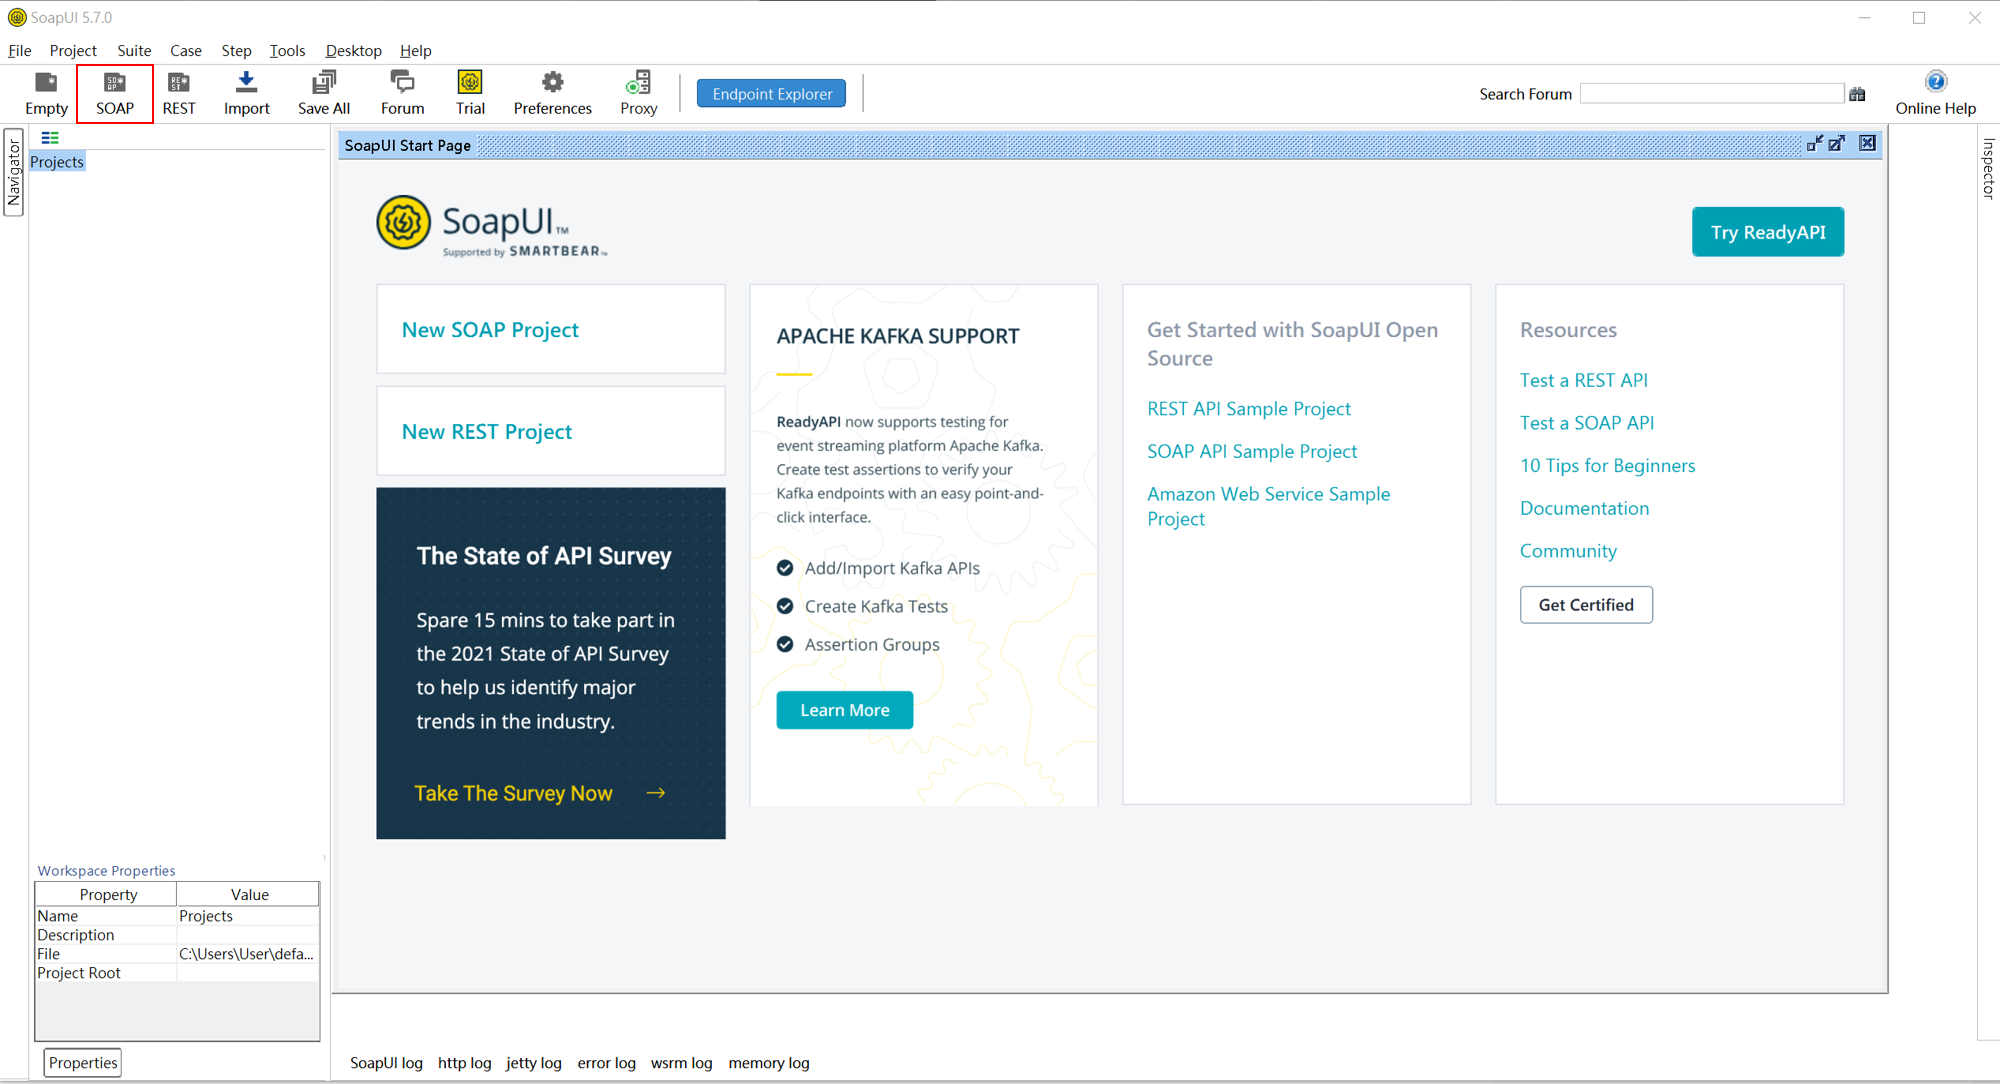 SoapUI 5.7.0
File Project Suite Case Step Tools Desktop Help
Empty SOAP REST Import Save All Forum Trial Preferences Proxy Endpoint Explorer Search Forum Online Help
Navigator
Projects
SoapUI Start Page
Inspector
SoapUI™
Supported by SMARTBEAR™
Try ReadyAPI
New SOAP Project
New REST Project
The State of API Survey
Spare 15 mins to take part in
the 2021 State of API Survey
to help us identify major
trends in the industry.
Take The Survey Now →
APACHE KAFKA SUPPORT
ReadyAPI now supports testing for
event streaming platform Apache Kafka.
Create test assertions to verify your
Kafka endpoints with an easy point-and-
click interface.
Add/Import Kafka APIs
Create Kafka Tests
Assertion Groups
Learn More
Get Started with SoapUI Open
Source
REST API Sample Project
SOAP API Sample Project
Amazon Web Service Sample
Project
Resources
Test a REST API
Test a SOAP API
10 Tips for Beginners
Documentation
Community
Get Certified
Workspace Properties
Property Value
Name Projects
Description
File C:\Users\User\defa...
Project Root
Properties
SoapUI log http log jetty log error log wsrm log memory log